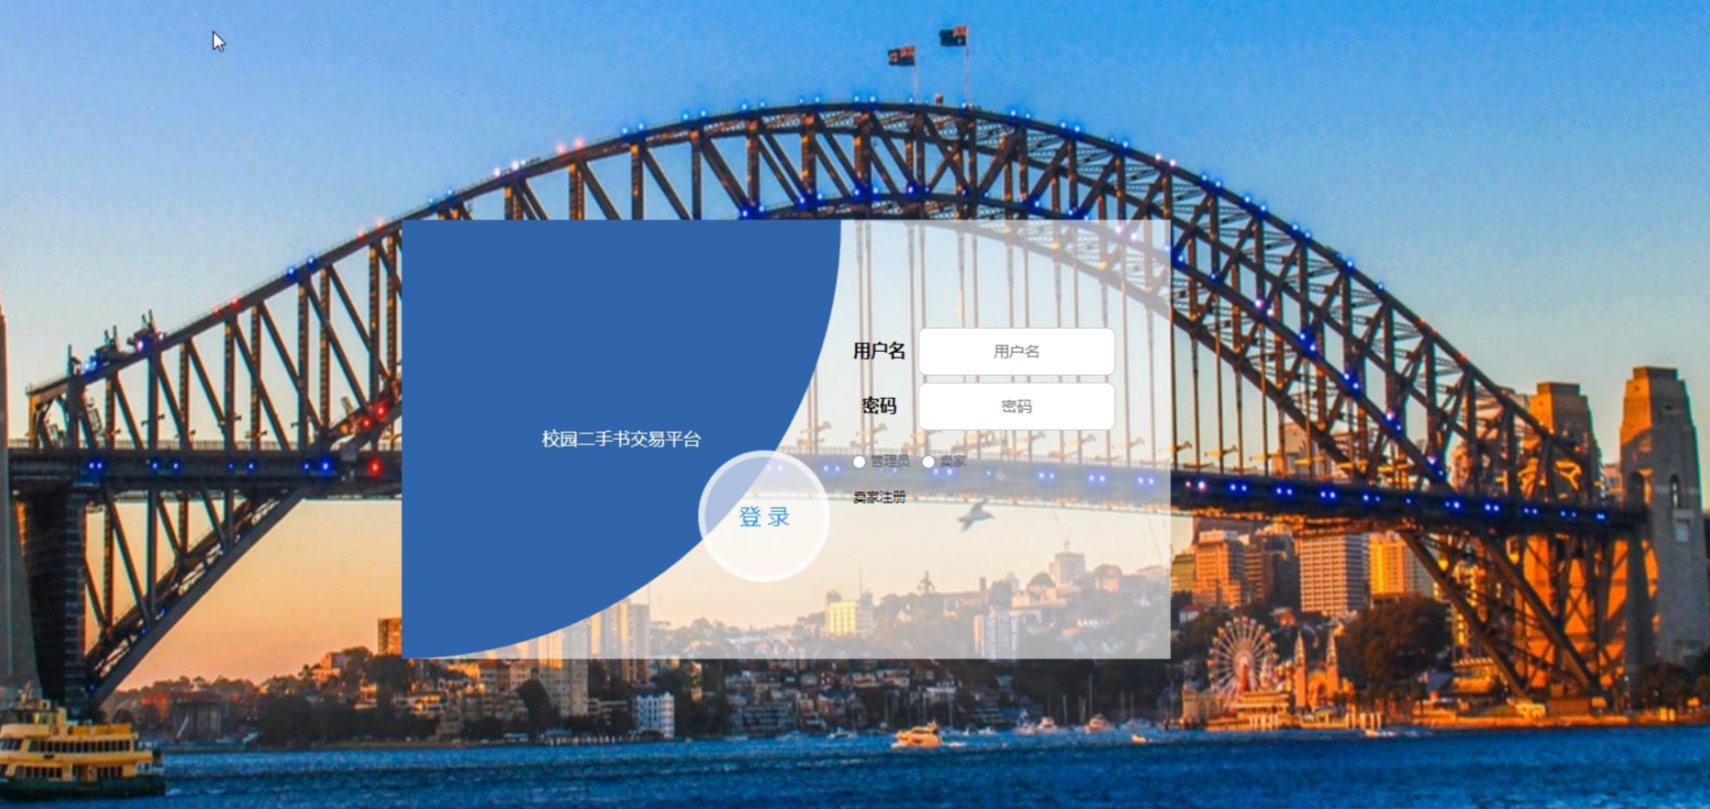 用户名 用户名
密码 密码
校园二手书交易平台
管理员 卖家
卖家注册
登 录